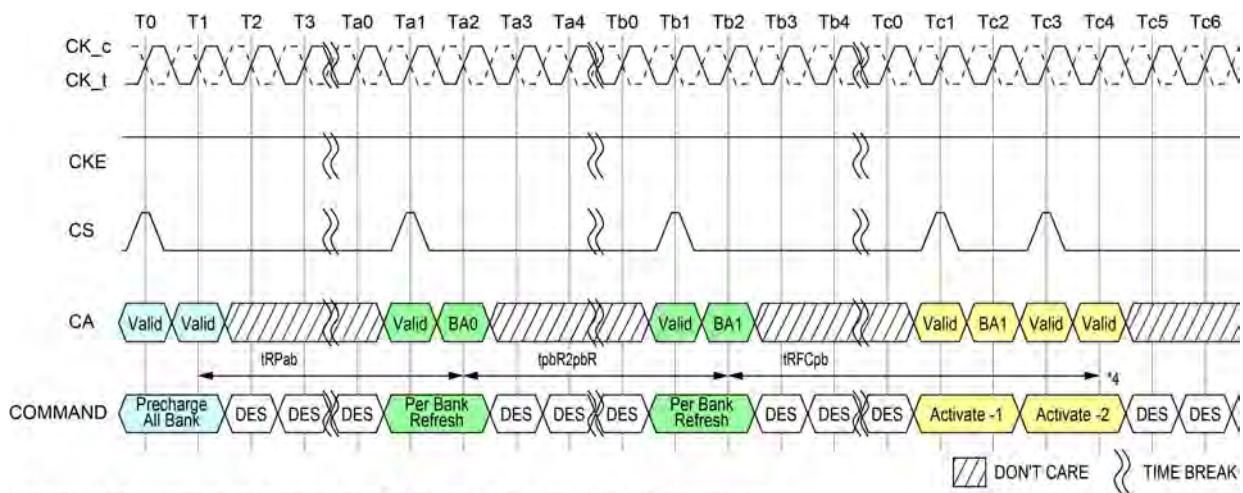 T0 T1 T2 T3 Ta0 Ta1 Ta2 Ta3 Ta4 Tb0 Tb1 Tb2 Tb3 Tb4 Tc0 Tc1 Tc2 Tc3 Tc4 Tc5 Tc6
CK_c
CK_t
CKE
CS
CA Valid Valid Valid BA0 Valid BA1 Valid BA1 Valid Valid
tRPab tpbR2pbR tRFCpb *4
COMMAND Precharge All Bank DES DES DES Per Bank Refresh DES DES DES Per Bank Refresh DES DES DES Activate -1 Activate -2 DES DES
DON'T CARE TIME BREAK